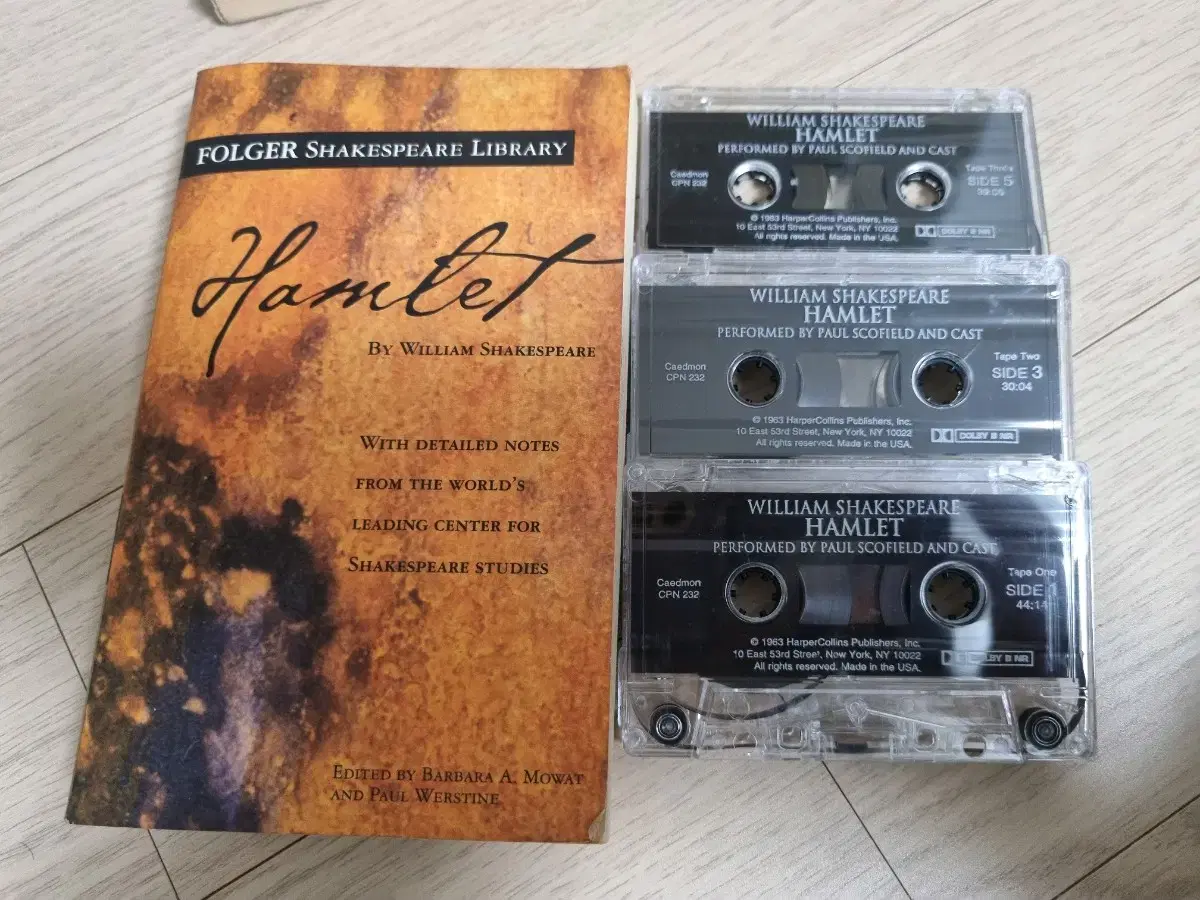 FOLGER SHAKESPEARE LIBRARY
Hamlet
BY WILLIAM SHAKESPEARE
WITH DETAILED NOTES
FROM THE WORLD'S
LEADING CENTER FOR
SHAKESPEARE STUDIES
EDITED BY BARBARA A. MOWAT
AND PAUL WERSTINE
WILLIAM SHAKESPEARE
HAMLET
PERFORMED BY PAUL SCOFIELD AND CAST
Caedmon
CPN 232
Tape Three
SIDE 5
© 1963 HarperCollins Publishers, Inc.
10 East 53rd Street, New York, NY 10022
All rights reserved. Made in the USA.
DOLBY B NR
WILLIAM SHAKESPEARE
HAMLET
PERFORMED BY PAUL SCOFIELD AND CAST
Caedmon
CPN 232
Tape Two
SIDE 3
30:04
© 1963 HarperCollins Publishers, Inc.
10 East 53rd Street, New York, NY 10022
All rights reserved. Made in the USA.
DOLBY B NR
WILLIAM SHAKESPEARE
HAMLET
PERFORMED BY PAUL SCOFIELD AND CAST
Caedmon
CPN 232
Tape One
SIDE 1
© 1963 HarperCollins Publishers, Inc.
10 East 53rd Street, New York, NY 10022
All rights reserved. Made in the USA.
DOLBY B NR